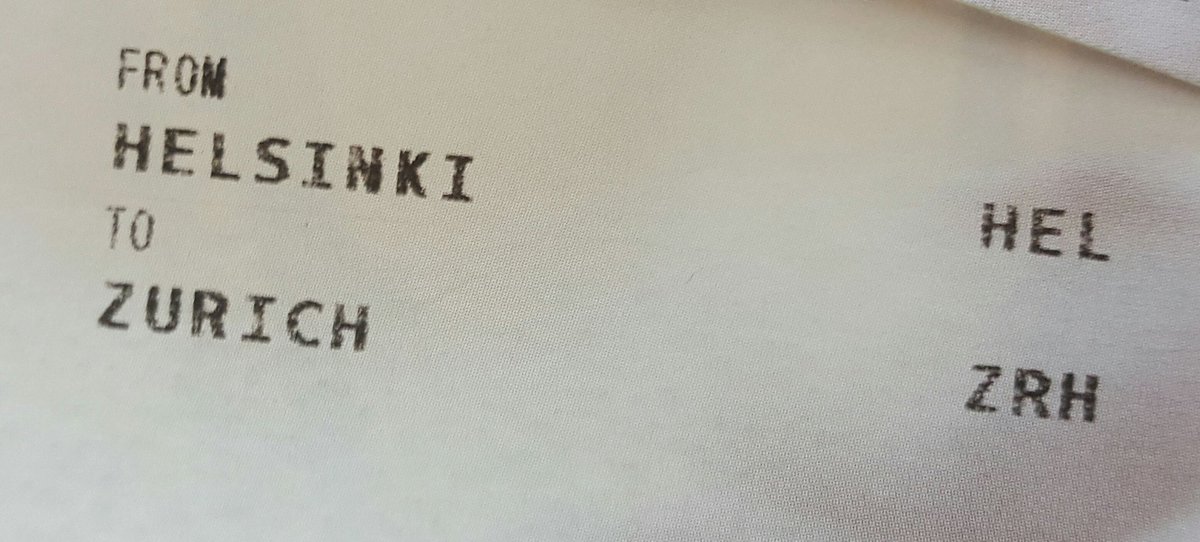 FROM
HELSINKI HEL
TO
ZURICH ZRH